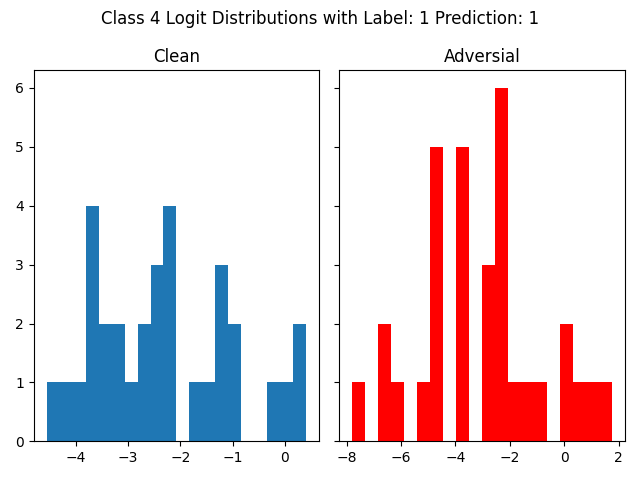 Class 4 Logit Distributions with Label: 1 Prediction: 1
Clean
Adversial
6
5
4
3
2
1
0
−4 −3 −2 −1 0
−8 −6 −4 −2 0 2